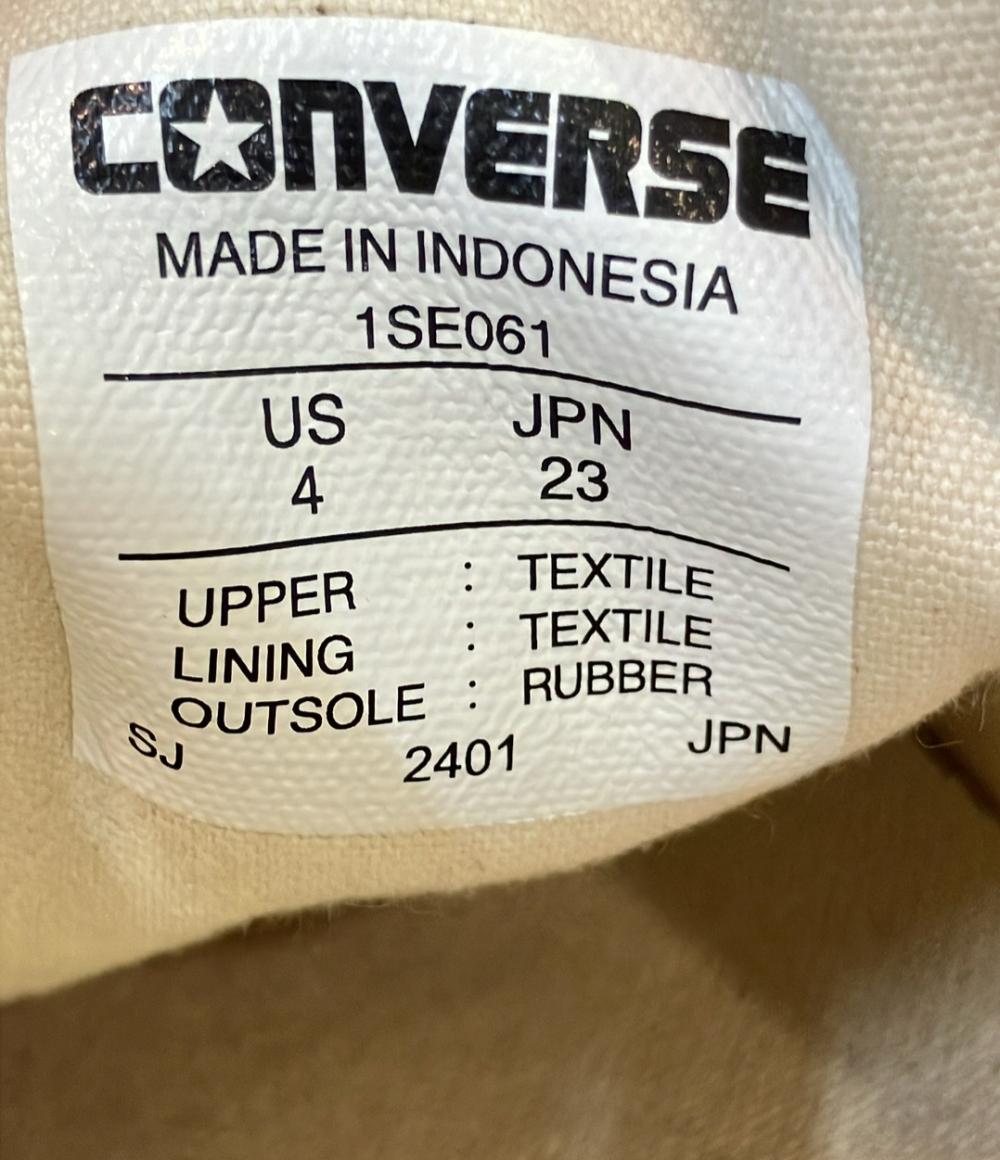 CONVERSE
MADE IN INDONESIA
1SE061
US JPN
4 23
UPPER : TEXTILE
LINING : TEXTILE
OUTSOLE : RUBBER
SJ 2401 JPN